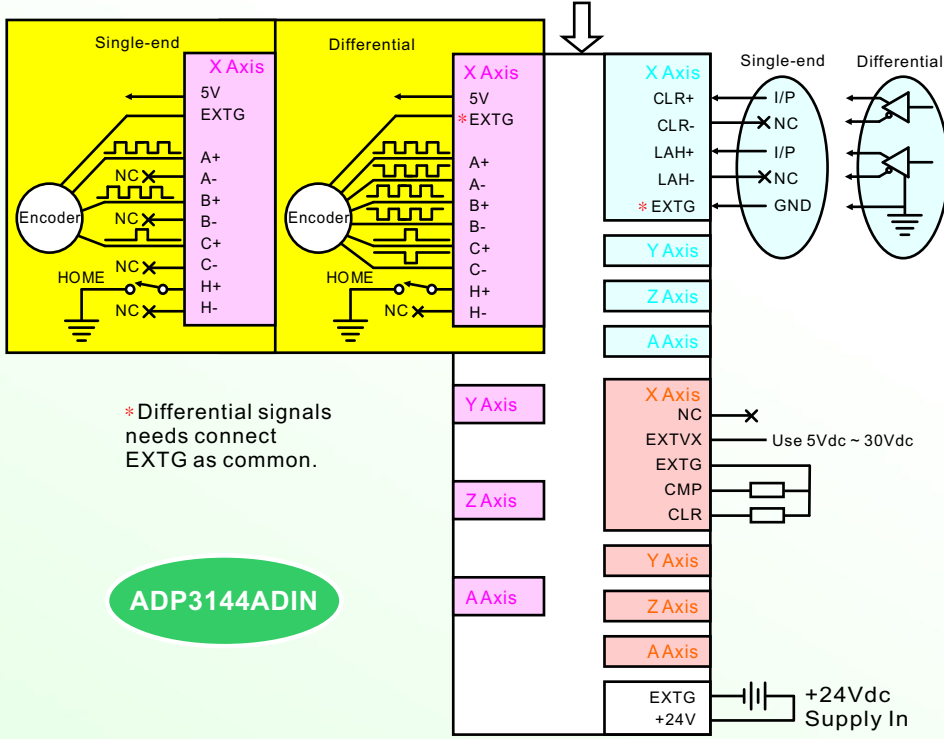 Single-end
X Axis
5V
EXTG
A+
NC
A-
B+
NC
B-
C+
NC
C-
HOME
H+
NC
H-
Encoder
Differential
X Axis
5V
*EXTG
A+
A-
B+
B-
C+
C-
HOME
H+
NC
H-
Encoder
Y Axis
Z Axis
A Axis
X Axis
CLR+
CLR-
LAH+
LAH-
* EXTG
Single-end
I/P
NC
I/P
NC
GND
Differential
Y Axis
Z Axis
A Axis
X Axis
NC
EXTVX
Use 5Vdc ~ 30Vdc
EXTG
CMP
CLR
Y Axis
Z Axis
A Axis
EXTG
+24V
+24Vdc
Supply In
*Differential signals
needs connect
EXTG as common.
ADP3144ADIN